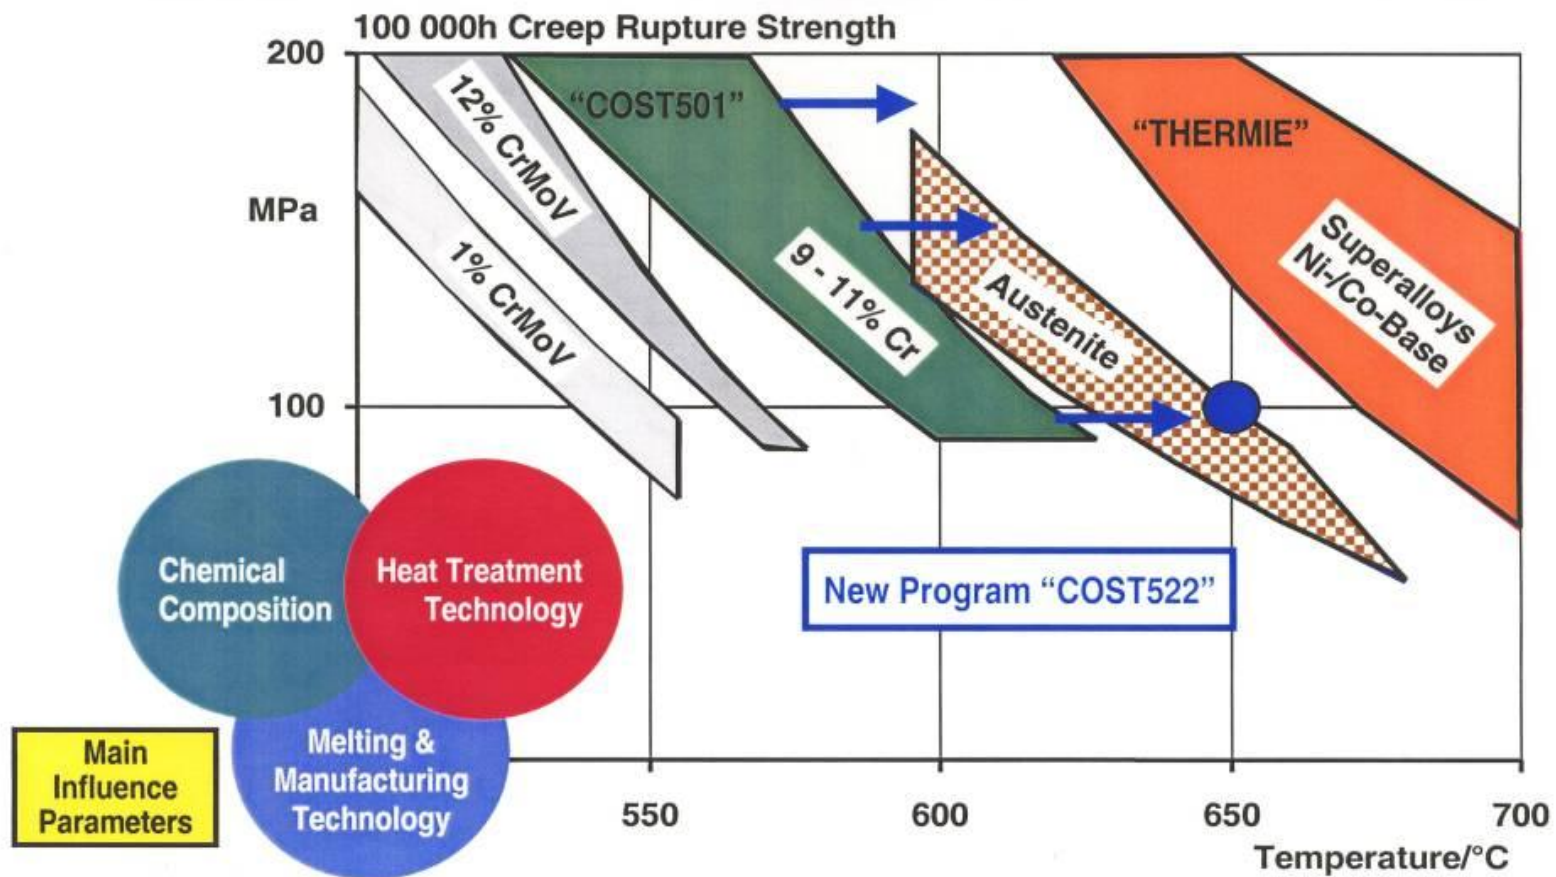 100 000h Creep Rupture Strength
200
MPa
100
12% CrMoV
1% CrMoV
“COST501”
9 - 11% Cr
Austenite
“THERMIE”
Superalloys
Ni-/Co-Base
New Program “COST522”
Chemical
Composition
Heat Treatment
Technology
Melting &
Manufacturing
Technology
Main
Influence
Parameters
550
600
650
700
Temperature/°C